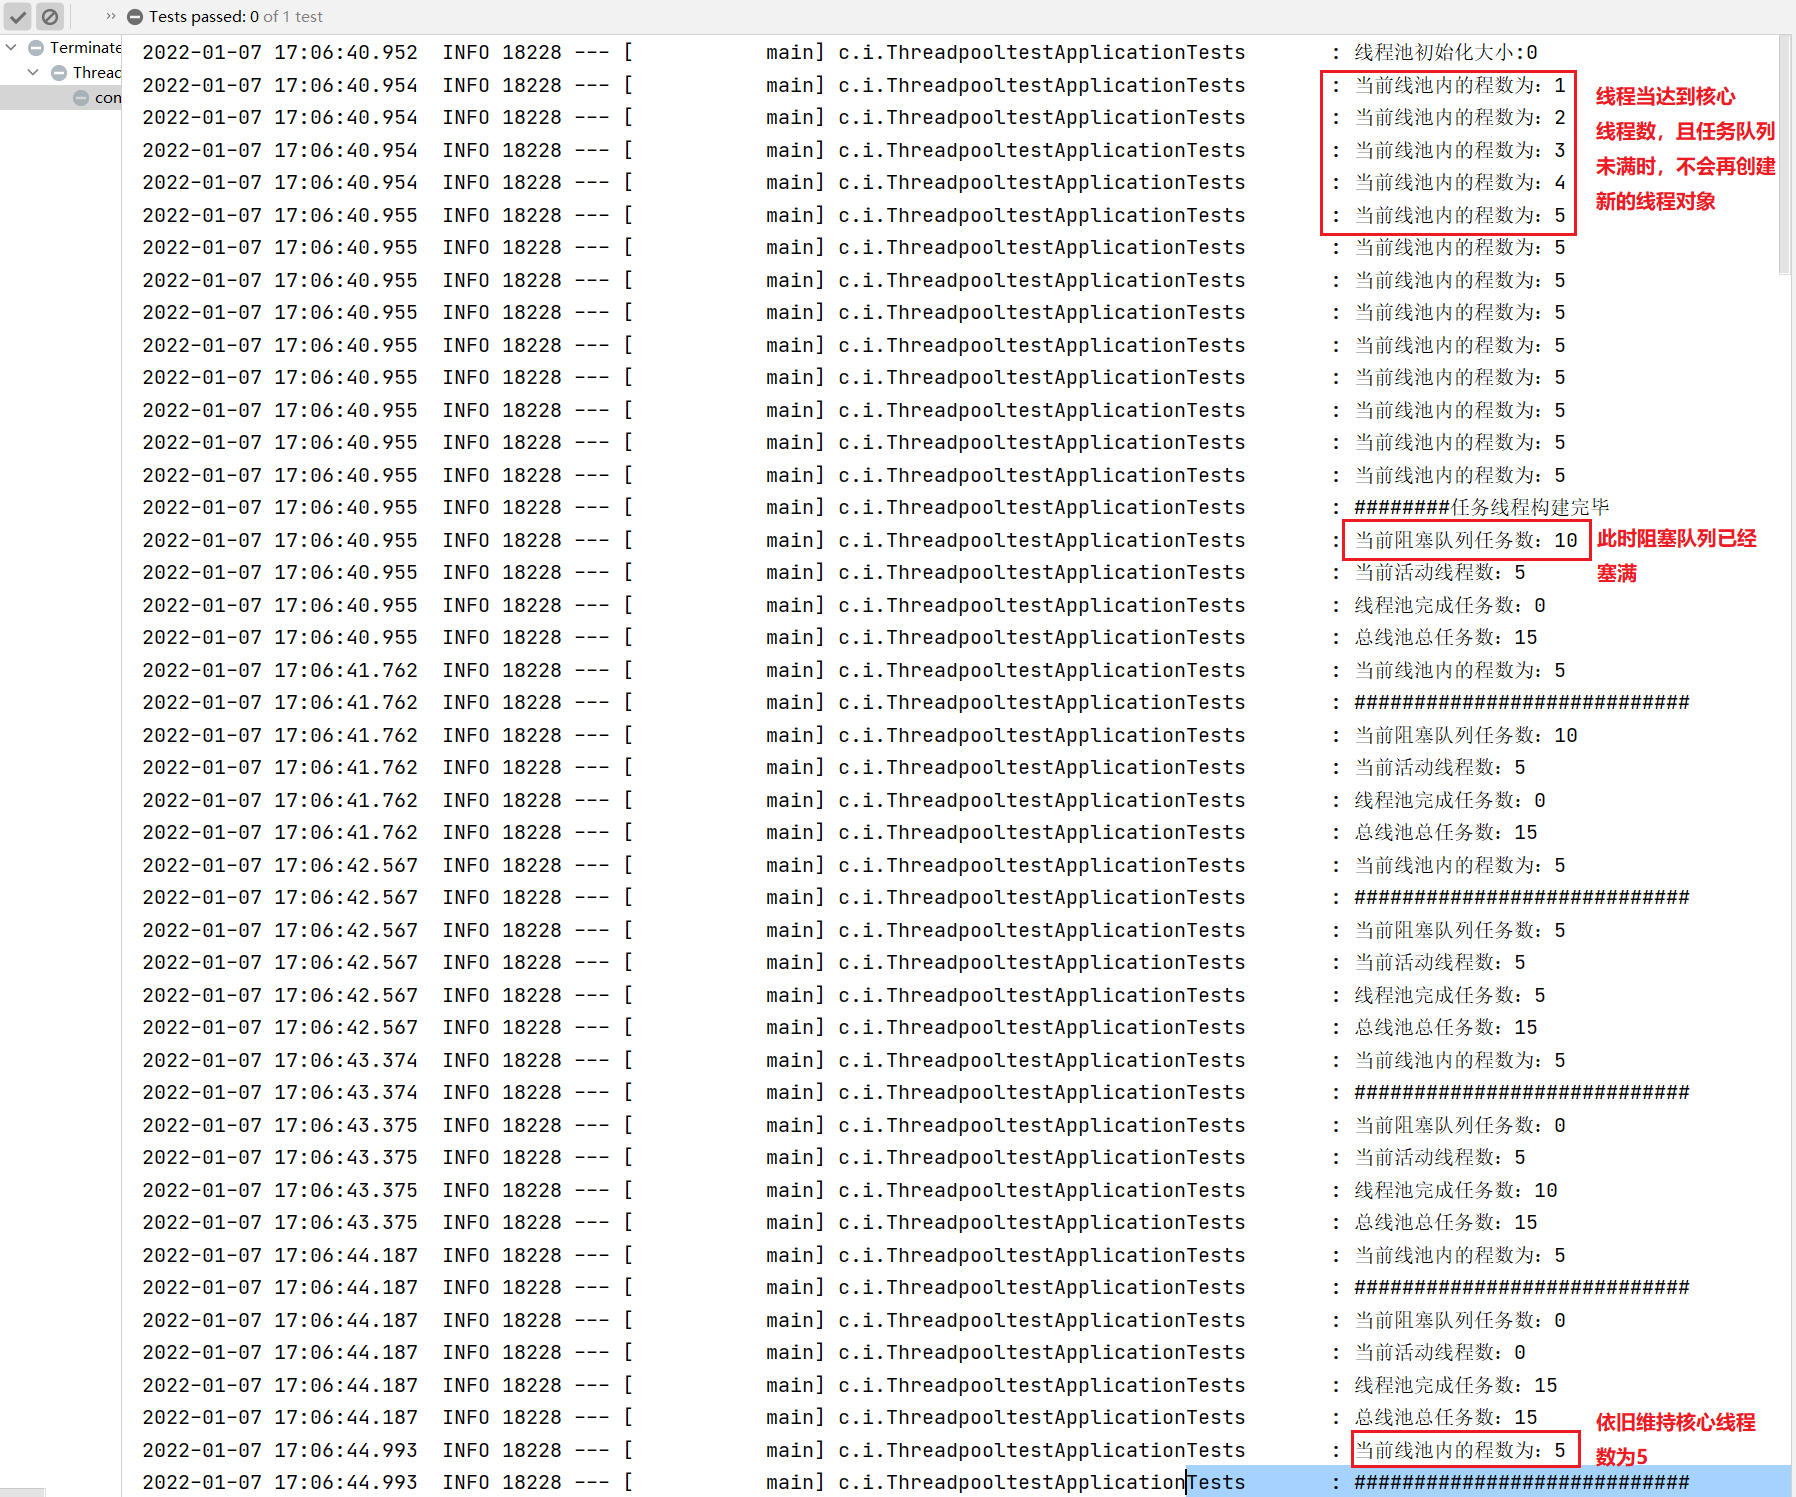 Tests passed: 0 of 1 test
Terminate
Thread
con
2022-01-07 17:06:40.952  INFO 18228 --- [           main] c.i.ThreadpooltestApplicationTests       : 线程池初始化大小:0
2022-01-07 17:06:40.954  INFO 18228 --- [           main] c.i.ThreadpooltestApplicationTests       : 当前线池内的程数为：1
2022-01-07 17:06:40.954  INFO 18228 --- [           main] c.i.ThreadpooltestApplicationTests       : 当前线池内的程数为：2
2022-01-07 17:06:40.954  INFO 18228 --- [           main] c.i.ThreadpooltestApplicationTests       : 当前线池内的程数为：3
2022-01-07 17:06:40.954  INFO 18228 --- [           main] c.i.ThreadpooltestApplicationTests       : 当前线池内的程数为：4
2022-01-07 17:06:40.955  INFO 18228 --- [           main] c.i.ThreadpooltestApplicationTests       : 当前线池内的程数为：5
线程当达到核心
线程数，且任务队列
未满时，不会再创建
新的线程对象
2022-01-07 17:06:40.955  INFO 18228 --- [           main] c.i.ThreadpooltestApplicationTests       : 当前线池内的程数为：5
2022-01-07 17:06:40.955  INFO 18228 --- [           main] c.i.ThreadpooltestApplicationTests       : 当前线池内的程数为：5
2022-01-07 17:06:40.955  INFO 18228 --- [           main] c.i.ThreadpooltestApplicationTests       : 当前线池内的程数为：5
2022-01-07 17:06:40.955  INFO 18228 --- [           main] c.i.ThreadpooltestApplicationTests       : 当前线池内的程数为：5
2022-01-07 17:06:40.955  INFO 18228 --- [           main] c.i.ThreadpooltestApplicationTests       : 当前线池内的程数为：5
2022-01-07 17:06:40.955  INFO 18228 --- [           main] c.i.ThreadpooltestApplicationTests       : 当前线池内的程数为：5
2022-01-07 17:06:40.955  INFO 18228 --- [           main] c.i.ThreadpooltestApplicationTests       : 当前线池内的程数为：5
2022-01-07 17:06:40.955  INFO 18228 --- [           main] c.i.ThreadpooltestApplicationTests       : 当前线池内的程数为：5
2022-01-07 17:06:40.955  INFO 18228 --- [           main] c.i.ThreadpooltestApplicationTests       : ########任务线程构建完毕
2022-01-07 17:06:40.955  INFO 18228 --- [           main] c.i.ThreadpooltestApplicationTests       : 当前阻塞队列任务数：10
此时阻塞队列已经
塞满
2022-01-07 17:06:40.955  INFO 18228 --- [           main] c.i.ThreadpooltestApplicationTests       : 当前活动线程数：5
2022-01-07 17:06:40.955  INFO 18228 --- [           main] c.i.ThreadpooltestApplicationTests       : 线程池完成任务数：0
2022-01-07 17:06:40.955  INFO 18228 --- [           main] c.i.ThreadpooltestApplicationTests       : 总线池总任务数：15
2022-01-07 17:06:41.762  INFO 18228 --- [           main] c.i.ThreadpooltestApplicationTests       : 当前线池内的程数为：5
2022-01-07 17:06:41.762  INFO 18228 --- [           main] c.i.ThreadpooltestApplicationTests       : ############################
2022-01-07 17:06:41.762  INFO 18228 --- [           main] c.i.ThreadpooltestApplicationTests       : 当前阻塞队列任务数：10
2022-01-07 17:06:41.762  INFO 18228 --- [           main] c.i.ThreadpooltestApplicationTests       : 当前活动线程数：5
2022-01-07 17:06:41.762  INFO 18228 --- [           main] c.i.ThreadpooltestApplicationTests       : 线程池完成任务数：0
2022-01-07 17:06:41.762  INFO 18228 --- [           main] c.i.ThreadpooltestApplicationTests       : 总线池总任务数：15
2022-01-07 17:06:42.567  INFO 18228 --- [           main] c.i.ThreadpooltestApplicationTests       : 当前线池内的程数为：5
2022-01-07 17:06:42.567  INFO 18228 --- [           main] c.i.ThreadpooltestApplicationTests       : ############################
2022-01-07 17:06:42.567  INFO 18228 --- [           main] c.i.ThreadpooltestApplicationTests       : 当前阻塞队列任务数：5
2022-01-07 17:06:42.567  INFO 18228 --- [           main] c.i.ThreadpooltestApplicationTests       : 当前活动线程数：5
2022-01-07 17:06:42.567  INFO 18228 --- [           main] c.i.ThreadpooltestApplicationTests       : 线程池完成任务数：5
2022-01-07 17:06:42.567  INFO 18228 --- [           main] c.i.ThreadpooltestApplicationTests       : 总线池总任务数：15
2022-01-07 17:06:43.374  INFO 18228 --- [           main] c.i.ThreadpooltestApplicationTests       : 当前线池内的程数为：5
2022-01-07 17:06:43.374  INFO 18228 --- [           main] c.i.ThreadpooltestApplicationTests       : ############################
2022-01-07 17:06:43.375  INFO 18228 --- [           main] c.i.ThreadpooltestApplicationTests       : 当前阻塞队列任务数：0
2022-01-07 17:06:43.375  INFO 18228 --- [           main] c.i.ThreadpooltestApplicationTests       : 当前活动线程数：5
2022-01-07 17:06:43.375  INFO 18228 --- [           main] c.i.ThreadpooltestApplicationTests       : 线程池完成任务数：10
2022-01-07 17:06:43.375  INFO 18228 --- [           main] c.i.ThreadpooltestApplicationTests       : 总线池总任务数：15
2022-01-07 17:06:44.187  INFO 18228 --- [           main] c.i.ThreadpooltestApplicationTests       : 当前线池内的程数为：5
2022-01-07 17:06:44.187  INFO 18228 --- [           main] c.i.ThreadpooltestApplicationTests       : ############################
2022-01-07 17:06:44.187  INFO 18228 --- [           main] c.i.ThreadpooltestApplicationTests       : 当前阻塞队列任务数：0
2022-01-07 17:06:44.187  INFO 18228 --- [           main] c.i.ThreadpooltestApplicationTests       : 当前活动线程数：0
2022-01-07 17:06:44.187  INFO 18228 --- [           main] c.i.ThreadpooltestApplicationTests       : 线程池完成任务数：15
2022-01-07 17:06:44.187  INFO 18228 --- [           main] c.i.ThreadpooltestApplicationTests       : 总线池总任务数：15
2022-01-07 17:06:44.993  INFO 18228 --- [           main] c.i.ThreadpooltestApplicationTests       : 当前线池内的程数为：5
依旧维持核心线程
数为5
2022-01-07 17:06:44.993  INFO 18228 --- [           main] c.i.ThreadpooltestApplicationTests       : ############################